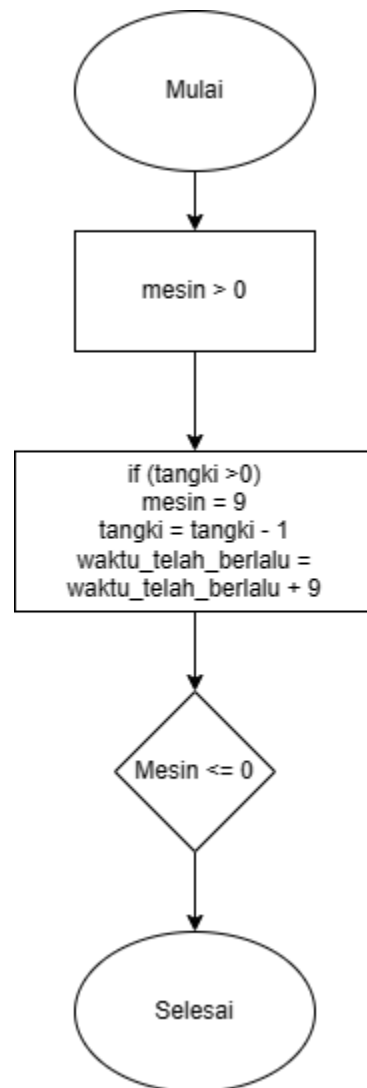 Mulai
mesin > 0
if (tangki >0)
mesin = 9
tangki = tangki - 1
waktu_telah_berlalu =
waktu_telah_berlalu + 9
Mesin <= 0
Selesai